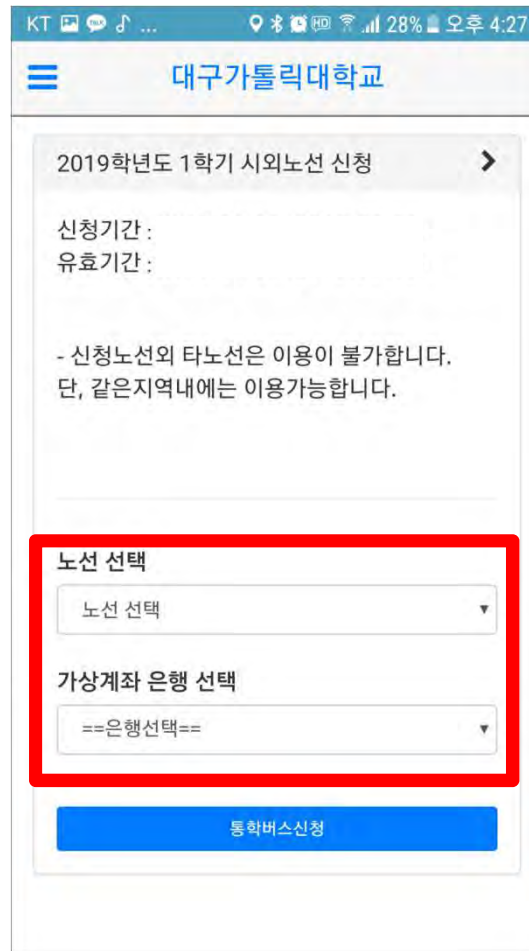 KT ... HD 28% 오후 4:27
대구가톨릭대학교
2019학년도 1학기 시외노선 신청
신청기간 :
유효기간 :
- 신청노선외 타노선은 이용이 불가합니다.
단, 같은지역내에는 이용가능합니다.
노선 선택
노선 선택
가상계좌 은행 선택
==은행선택==
통학버스신청